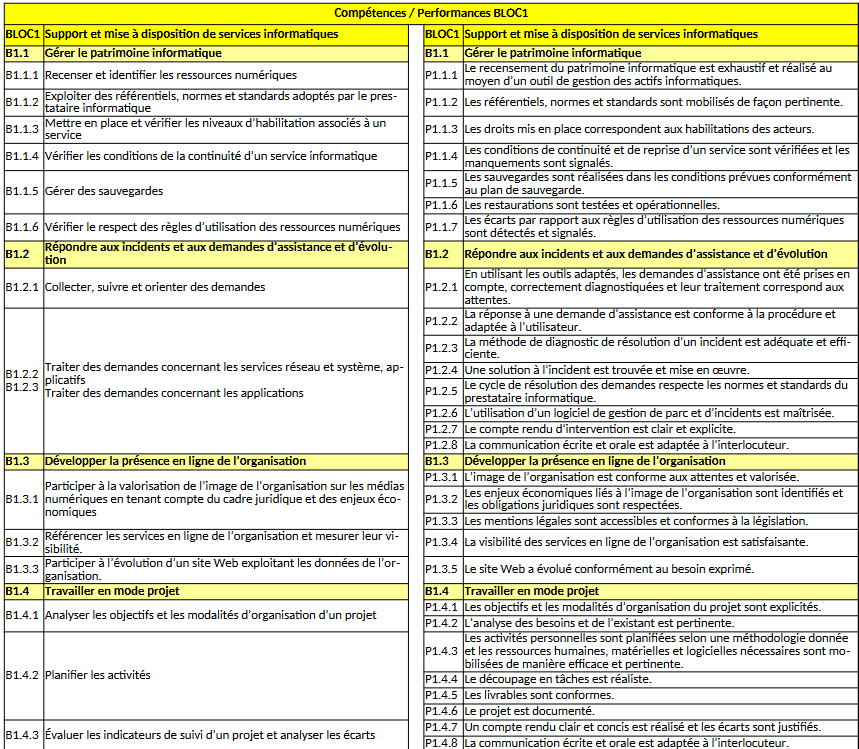 Compétences / Performances BLOC1
BLOC1 Support et mise à disposition de services informatiques
B1.1 Gérer le patrimoine informatique
B1.1.1 Recenser et identifier les ressources numériques
B1.1.2 Exploiter des référentiels, normes et standards adoptés par le pres-
tataire informatique
B1.1.3 Mettre en place et vérifier les niveaux d’habilitation associés à un
service
B1.1.4 Vérifier les conditions de la continuité d’un service informatique
B1.1.5 Gérer des sauvegardes
B1.1.6 Vérifier le respect des règles d’utilisation des ressources numériques
B1.2 Répondre aux incidents et aux demandes d’assistance et d’évolu-
tion
B1.2.1 Collecter, suivre et orienter des demandes
B1.2.2 Traiter des demandes concernant les services réseau et système, ap-
plicatifs
B1.2.3 Traiter des demandes concernant les applications
B1.3 Développer la présence en ligne de l’organisation
B1.3.1 Participer à la valorisation de l’image de l’organisation sur les médias
numériques en tenant compte du cadre juridique et des enjeux éco-
nomiques
B1.3.2 Référencer les services en ligne de l’organisation et mesurer leur vi-
sibilité.
B1.3.3 Participer à l’évolution d’un site Web exploitant les données de l’or-
ganisation.
B1.4 Travailler en mode projet
B1.4.1 Analyser les objectifs et les modalités d’organisation d’un projet
B1.4.2 Planifier les activités
B1.4.3 Évaluer les indicateurs de suivi d’un projet et analyser les écarts
BLOC1 Support et mise à disposition de services informatiques
B1.1 Gérer le patrimoine informatique
P1.1.1 Le recensement du patrimoine informatique est exhaustif et réalisé au
moyen d’un outil de gestion des actifs informatiques.
P1.1.2 Les référentiels, normes et standards sont mobilisés de façon pertinente.
P1.1.3 Les droits mis en place correspondent aux habilitations des acteurs.
P1.1.4 Les conditions de continuité et de reprise d’un service sont vérifiées et les
manquements sont signalés.
P1.1.5 Les sauvegardes sont réalisées dans les conditions prévues conformément
au plan de sauvegarde.
P1.1.6 Les restaurations sont testées et opérationnelles.
P1.1.7 Les écarts par rapport aux règles d’utilisation des ressources numériques
sont détectés et signalés.
B1.2 Répondre aux incidents et aux demandes d’assistance et d’évolution
P1.2.1 En utilisant les outils adaptés, les demandes d’assistance ont été prises en
compte, correctement diagnostiquées et leur traitement correspond aux
attentes.
P1.2.2 La réponse à une demande d’assistance est conforme à la procédure et
adaptée à l’utilisateur.
P1.2.3 La méthode de diagnostic de résolution d’un incident est adéquate et effi-
ciente.
P1.2.4 Une solution à l’incident est trouvée et mise en œuvre.
P1.2.5 Le cycle de résolution des demandes respecte les normes et standards du
prestataire informatique.
P1.2.6 L’utilisation d’un logiciel de gestion de parc et d’incidents est maîtrisée.
P1.2.7 Le compte rendu d’intervention est clair et explicite.
P1.2.8 La communication écrite et orale est adaptée à l’interlocuteur.
B1.3 Développer la présence en ligne de l’organisation
P1.3.1 L’image de l’organisation est conforme aux attentes et valorisée.
P1.3.2 Les enjeux économiques liés à l’image de l’organisation sont identifiés et
les obligations juridiques sont respectées.
P1.3.3 Les mentions légales sont accessibles et conformes à la législation.
P1.3.4 La visibilité des services en ligne de l’organisation est satisfaisante.
P1.3.5 Le site Web a évolué conformément au besoin exprimé.
B1.4 Travailler en mode projet
P1.4.1 Les objectifs et les modalités d’organisation du projet sont explicités.
P1.4.2 L’analyse des besoins et de l’existant est pertinente.
P1.4.3 Les activités personnelles sont planifiées selon une méthodologie donnée
et les ressources humaines, matérielles et logicielles nécessaires sont mo-
bilisées de manière efficace et pertinente.
P1.4.4 Le découpage en tâches est réaliste.
P1.4.5 Les livrables sont conformes.
P1.4.6 Le projet est documenté.
P1.4.7 Un compte rendu clair et concis est réalisé et les écarts sont justifiés.
P1.4.8 La communication écrite et orale est adaptée à l’interlocuteur.